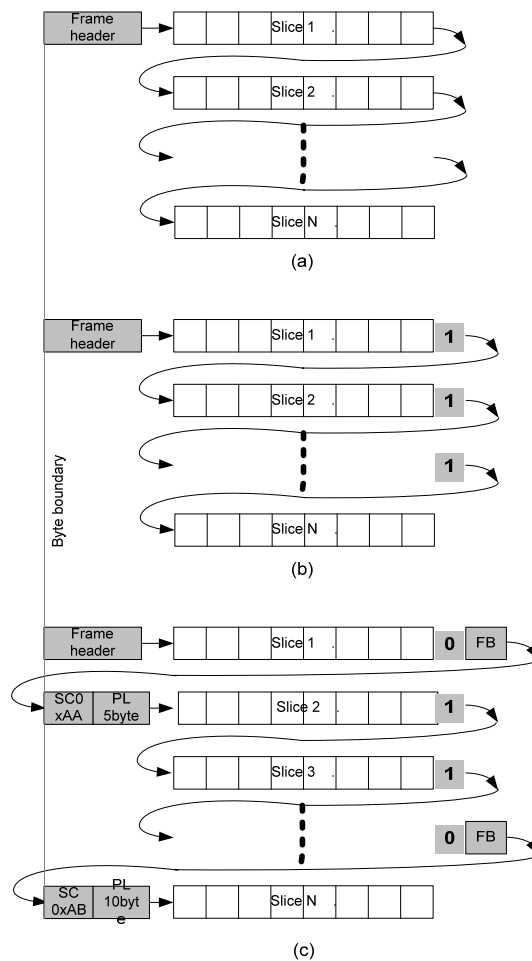 Frame
header
Slice 1 .
Slice 2 .
Slice N .
(a)
Frame
header
Slice 1 .
1
Slice 2 .
1
1
Slice N .
(b)
Byte boundary
Frame
header
Slice 1 .
0
FB
SC0
xAA
PL
5byte
Slice 2 .
1
Slice 3 .
1
0
FB
SC
0xAB
PL
10byt
e
Slice N .
(c)